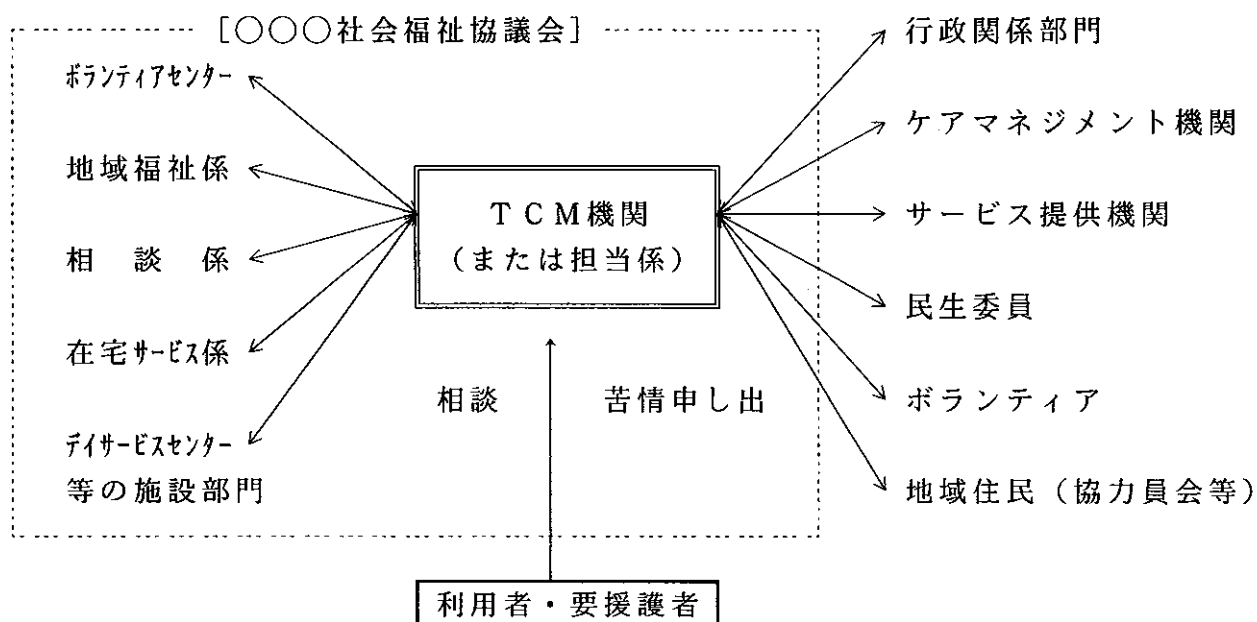 [○○○社会福祉協議会]
ボランティアセンター
地域福祉係
相 談 係
在宅サービス係
デイサービスセンター
等の施設部門
TCM機関
(または担当係)
相談 苦情申し出
利用者・要援護者
行政関係部門
ケアマネジメント機関
サービス提供機関
民生委員
ボランティア
地域住民(協力員会等)